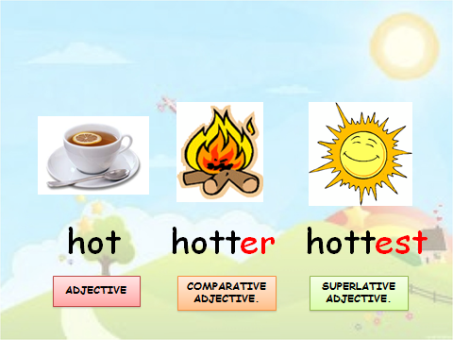 hot hotter hottest
ADJECTIVE
COMPARATIVE
ADJECTIVE.
SUPERLATIVE
ADJECTIVE.